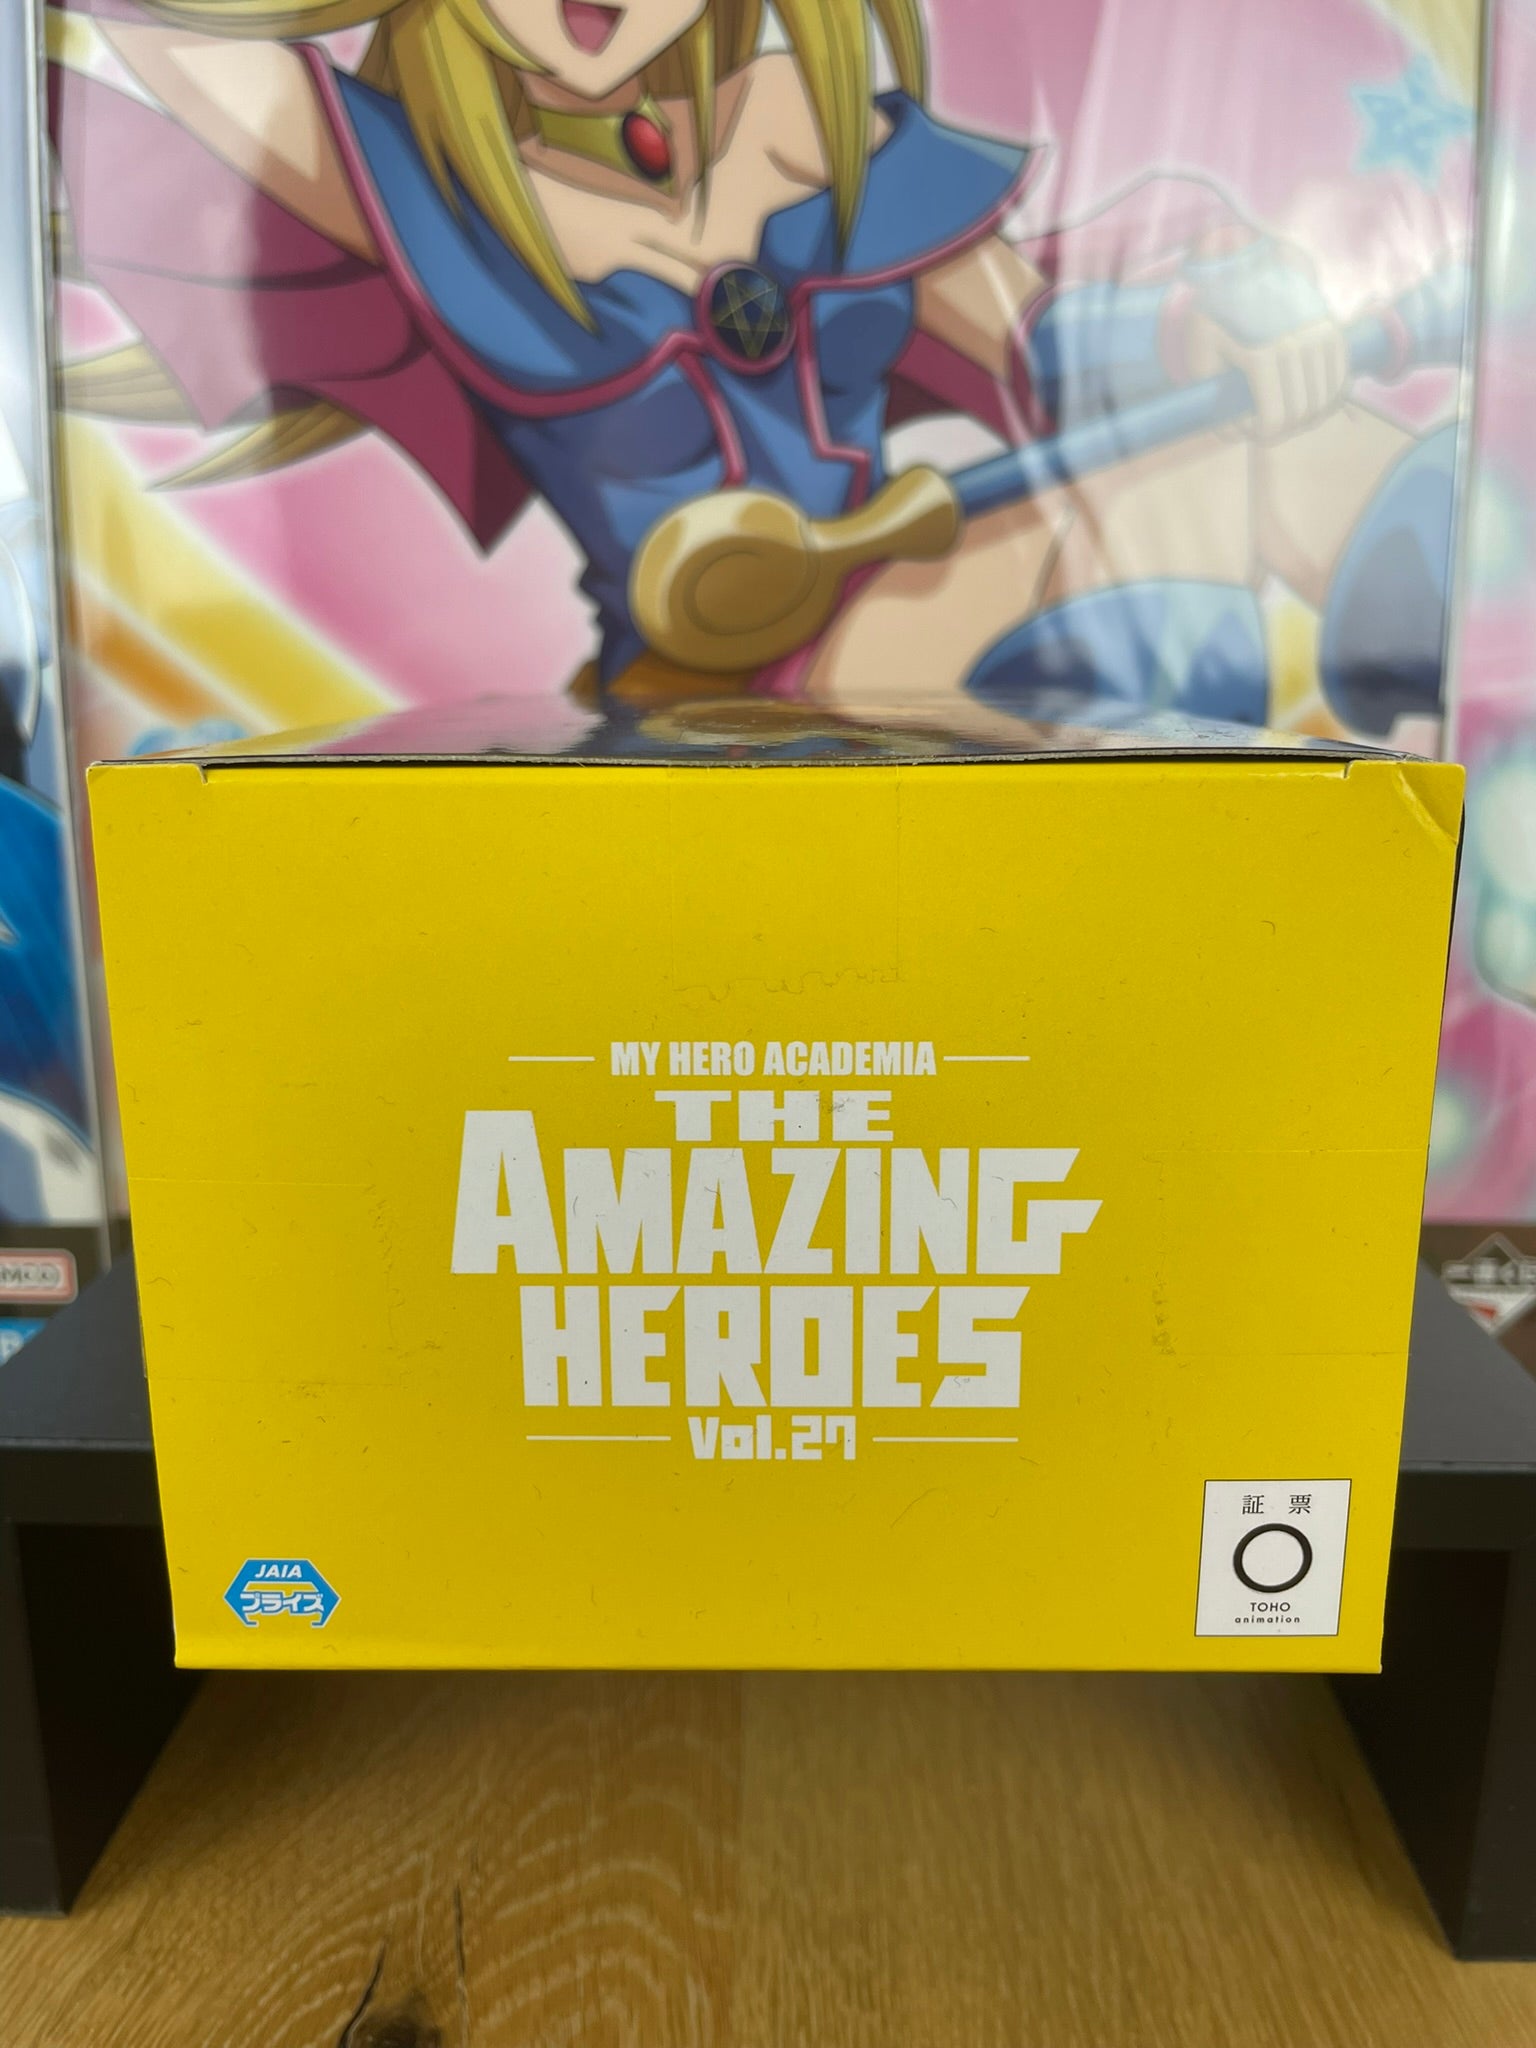 MY HERO ACADEMIA
THE
AMAZING
HEROES
Vol.27
JAIA
プライズ
証票
TOHO
animation